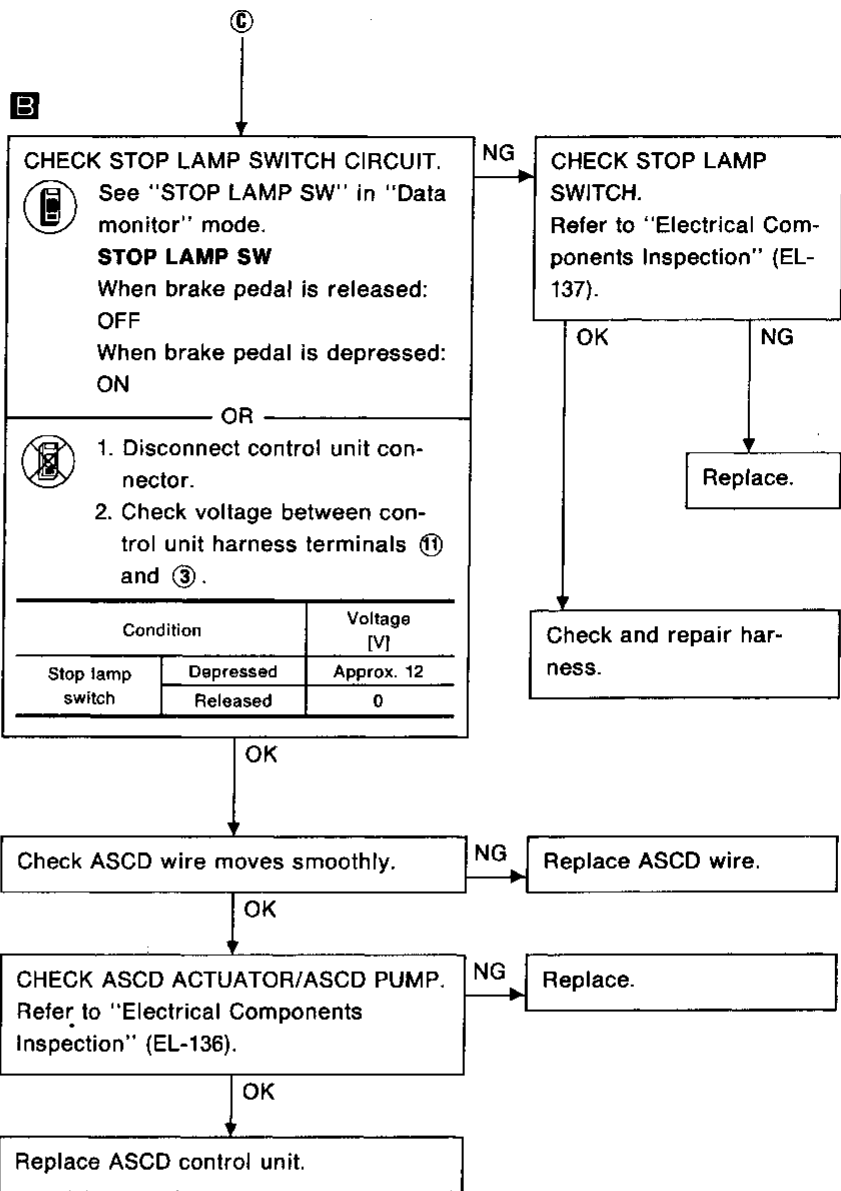 C
B
CHECK STOP LAMP SWITCH CIRCUIT.
See "STOP LAMP SW" in "Data
monitor" mode.
STOP LAMP SW
When brake pedal is released:
OFF
When brake pedal is depressed:
ON
OR
1. Disconnect control unit con-
nector.
2. Check voltage between con-
trol unit harness terminals ⑪
and ③.
Condition Voltage
[V]
Stop lamp
switch
Depressed Approx. 12
Released 0
NG
CHECK STOP LAMP
SWITCH.
Refer to "Electrical Com-
ponents Inspection" (EL-
137).
OK NG
Replace.
Check and repair har-
ness.
OK
Check ASCD wire moves smoothly.
NG
Replace ASCD wire.
OK
CHECK ASCD ACTUATOR/ASCD PUMP.
Refer to "Electrical Components
Inspection" (EL-136).
NG
Replace.
OK
Replace ASCD control unit.